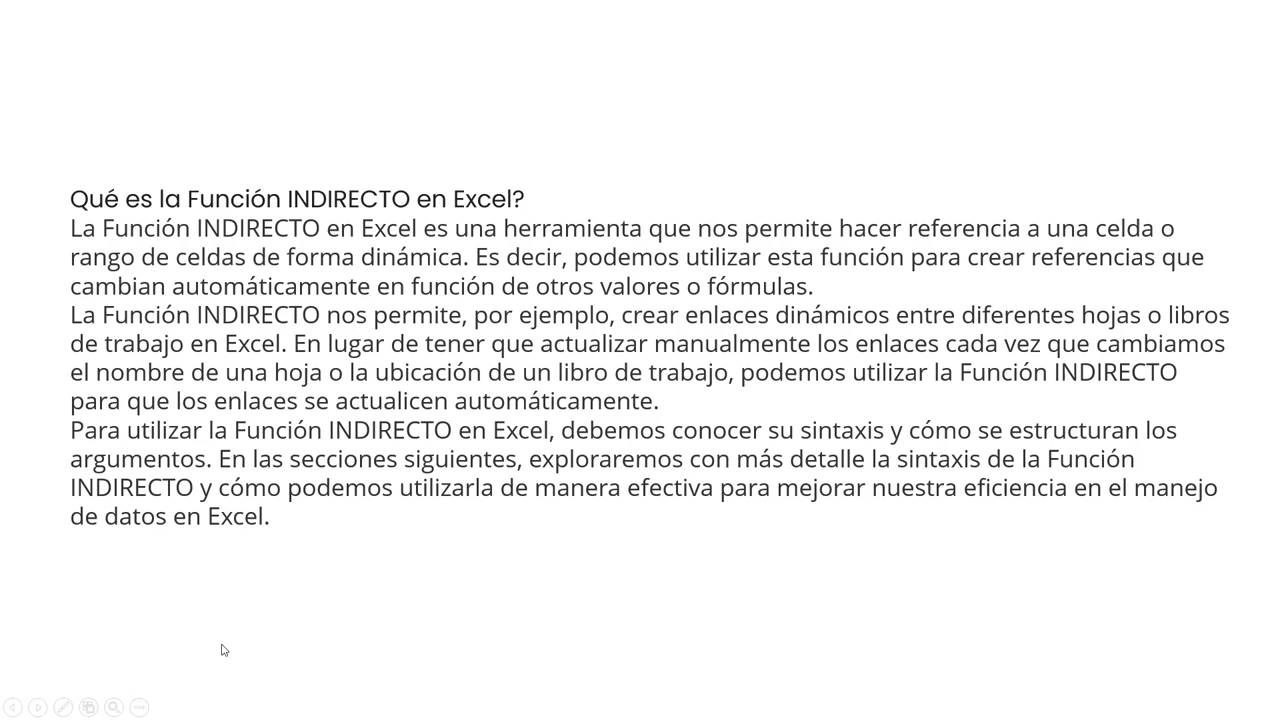 Qué es la Función INDIRECTO en Excel?
La Función INDIRECTO en Excel es una herramienta que nos permite hacer referencia a una celda o
rango de celdas de forma dinámica. Es decir, podemos utilizar esta función para crear referencias que
cambian automáticamente en función de otros valores o fórmulas.
La Función INDIRECTO nos permite, por ejemplo, crear enlaces dinámicos entre diferentes hojas o libros
de trabajo en Excel. En lugar de tener que actualizar manualmente los enlaces cada vez que cambiamos
el nombre de una hoja o la ubicación de un libro de trabajo, podemos utilizar la Función INDIRECTO
para que los enlaces se actualicen automáticamente.
Para utilizar la Función INDIRECTO en Excel, debemos conocer su sintaxis y cómo se estructuran los
argumentos. En las secciones siguientes, exploraremos con más detalle la sintaxis de la Función
INDIRECTO y cómo podemos utilizarla de manera efectiva para mejorar nuestra eficiencia en el manejo
de datos en Excel.